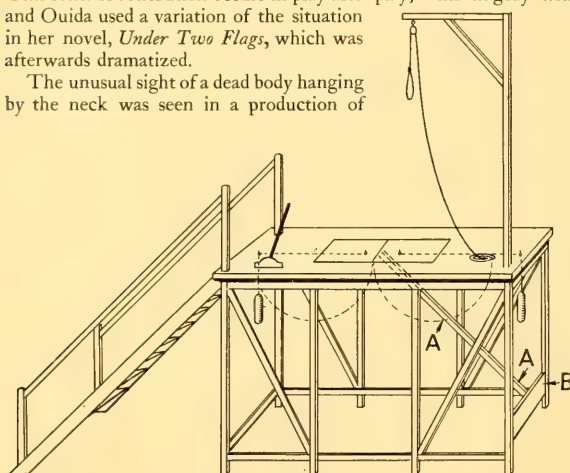 and Ouida used a variation of the situation
in her novel, Under Two Flags, which was
afterwards dramatized.
The unusual sight of a dead body hanging
by the neck was seen in a production of
A
A
B